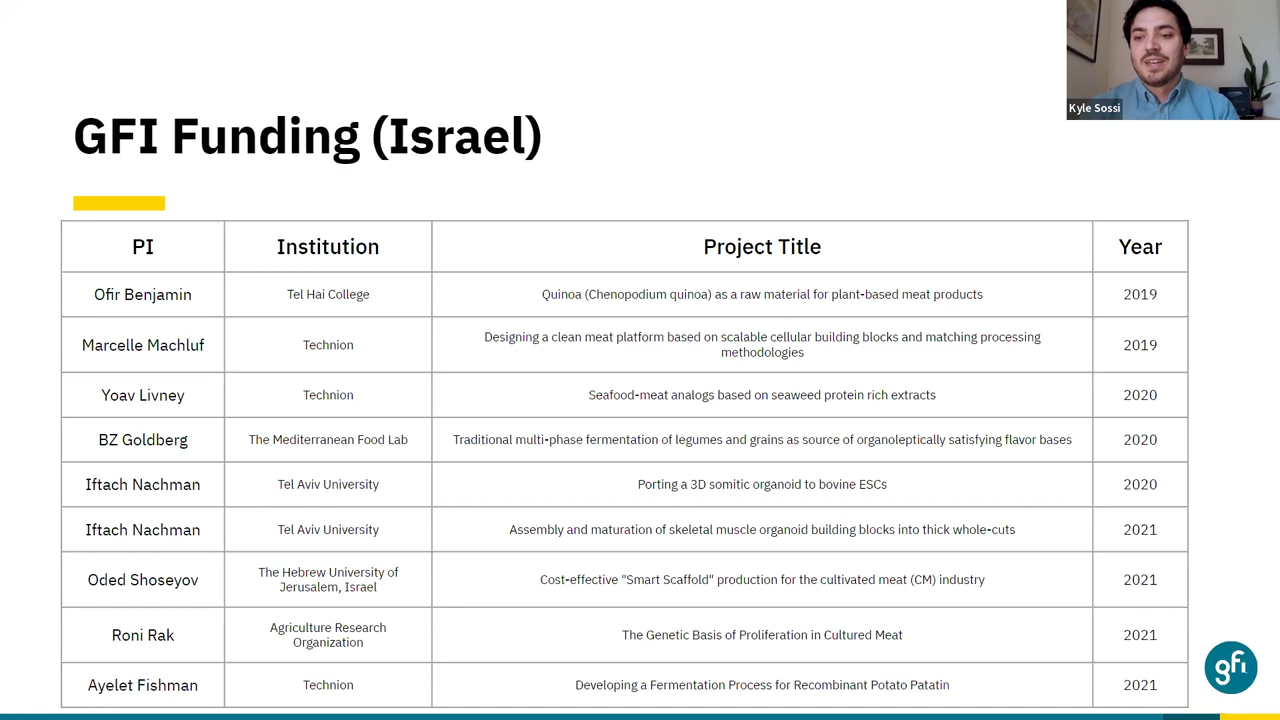 Kyle Sossi
GFI Funding (Israel)
PI Institution Project Title Year
Ofir Benjamin Tel Hai College Quinoa (Chenopodium quinoa) as a raw material for plant-based meat products 2019
Marcelle Machluf Technion Designing a clean meat platform based on scalable cellular building blocks and matching processing
methodologies 2019
Yoav Livney Technion Seafood-meat analogs based on seaweed protein rich extracts 2020
BZ Goldberg The Mediterranean Food Lab Traditional multi-phase fermentation of legumes and grains as source of organoleptically satisfying flavor bases 2020
Iftach Nachman Tel Aviv University Porting a 3D somitic organoid to bovine ESCs 2020
Iftach Nachman Tel Aviv University Assembly and maturation of skeletal muscle organoid building blocks into thick whole-cuts 2021
Oded Shoseyov The Hebrew University of
Jerusalem, Israel Cost-effective "Smart Scaffold" production for the cultivated meat (CM) industry 2021
Roni Rak Agriculture Research
Organization The Genetic Basis of Proliferation in Cultured Meat 2021
Ayelet Fishman Technion Developing a Fermentation Process for Recombinant Potato Patatin 2021
gfi